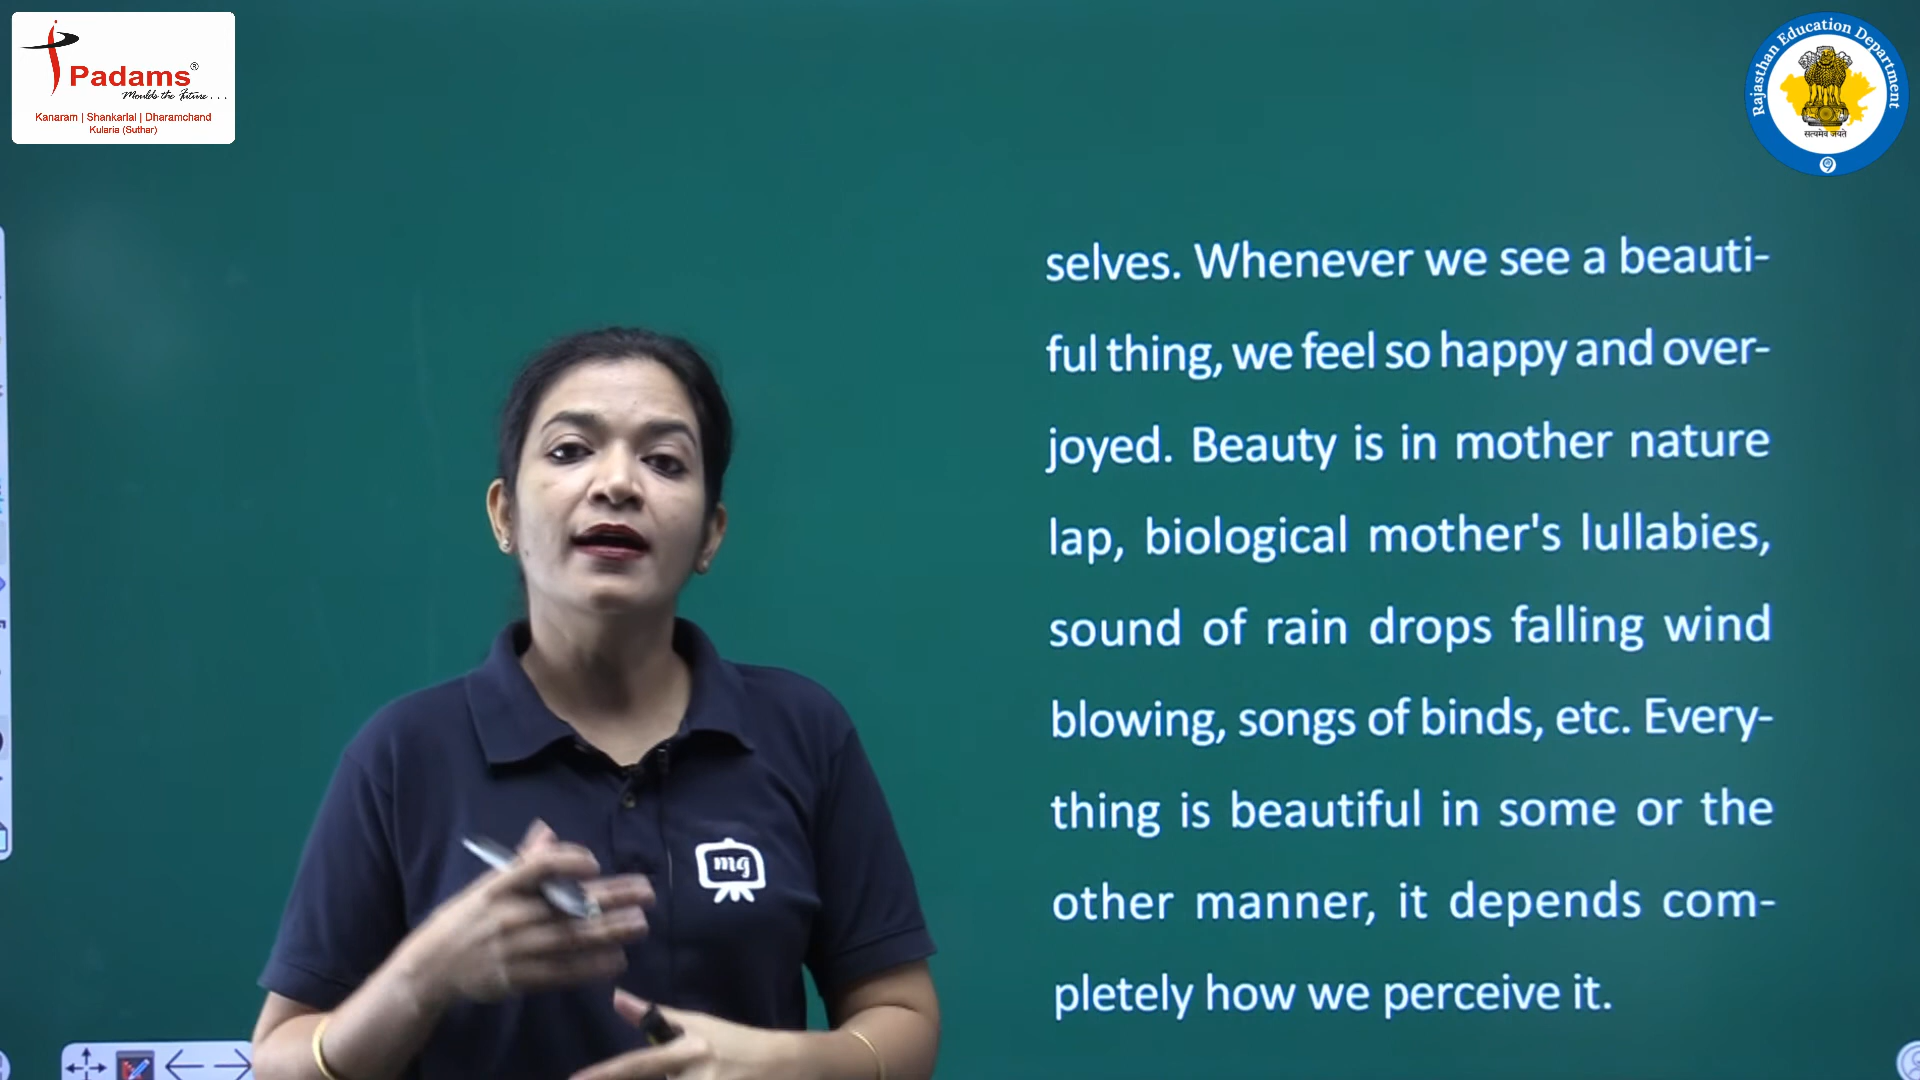 Padams®
Moulds the Future . . .
Kanaram | Shankarlal | Dharamchand
Kularia (Suthar)
Rajasthan Education Department
सत्यमेव जयते
selves. Whenever we see a beauti-
ful thing, we feel so happy and over-
joyed. Beauty is in mother nature
lap, biological mother's lullabies,
sound of rain drops falling wind
blowing, songs of binds, etc. Every-
thing is beautiful in some or the
other manner, it depends com-
pletely how we perceive it.
mg